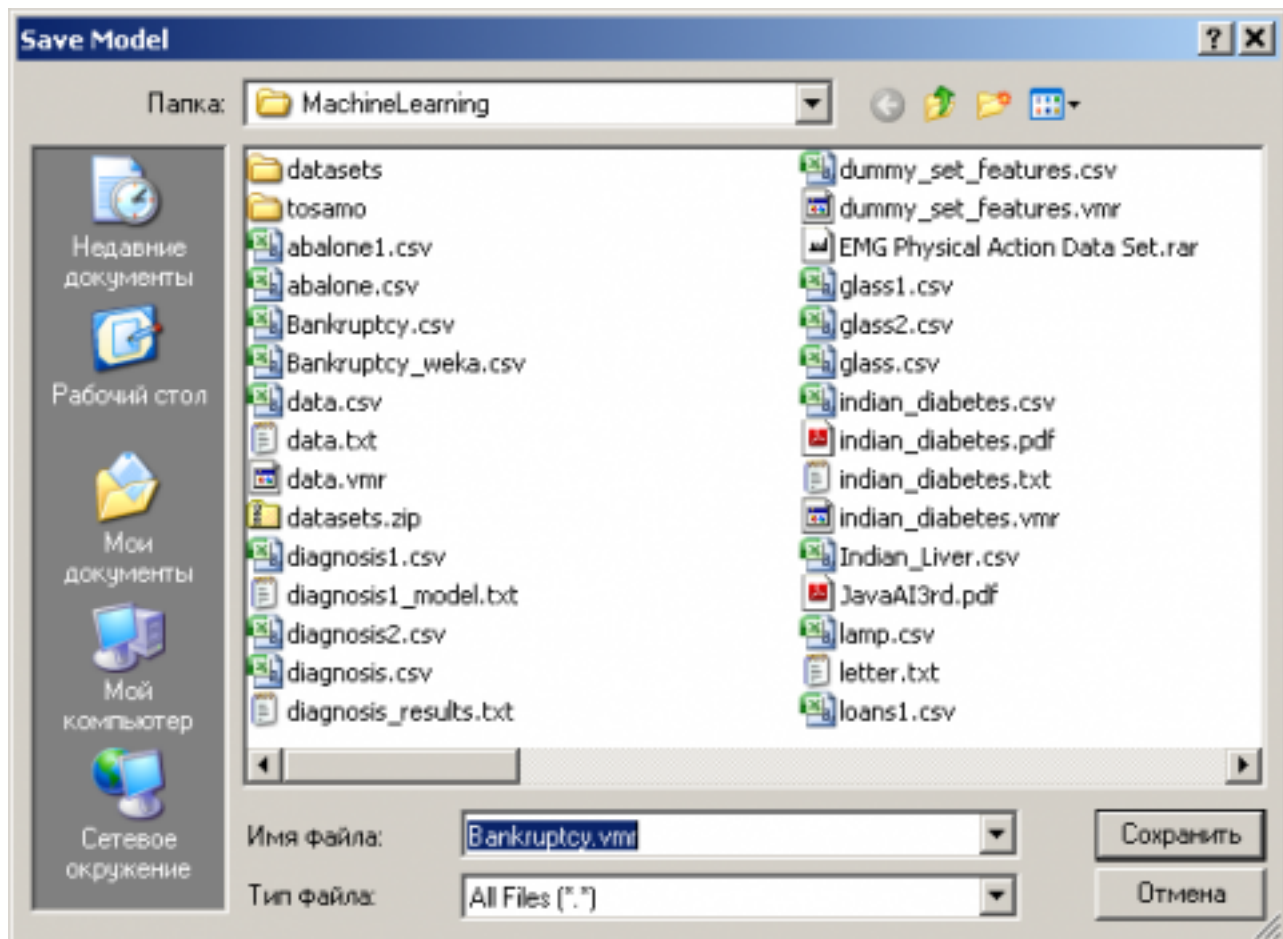 Save Model
Папка:
MachineLearning
Недавние
документы
Рабочий стол
Мои
документы
Мой
компьютер
Сетевое
окружение
datasets
tosamo
abalone1.csv
abalone.csv
Bankruptcy.csv
Bankruptcy_weka.csv
data.csv
data.txt
data.vmr
datasets.zip
diagnosis1.csv
diagnosis1_model.txt
diagnosis2.csv
diagnosis.csv
diagnosis_results.txt
dummy_set_features.csv
dummy_set_features.vmr
EMG Physical Action Data Set.rar
glass1.csv
glass2.csv
glass.csv
indian_diabetes.csv
indian_diabetes.pdf
indian_diabetes.txt
indian_diabetes.vmr
Indian_Liver.csv
JavaAI3rd.pdf
lamp.csv
letter.txt
loans1.csv
Имя файла:
Bankruptcy.vmr
Сохранить
Тип файла:
All Files (*.*)
Отмена